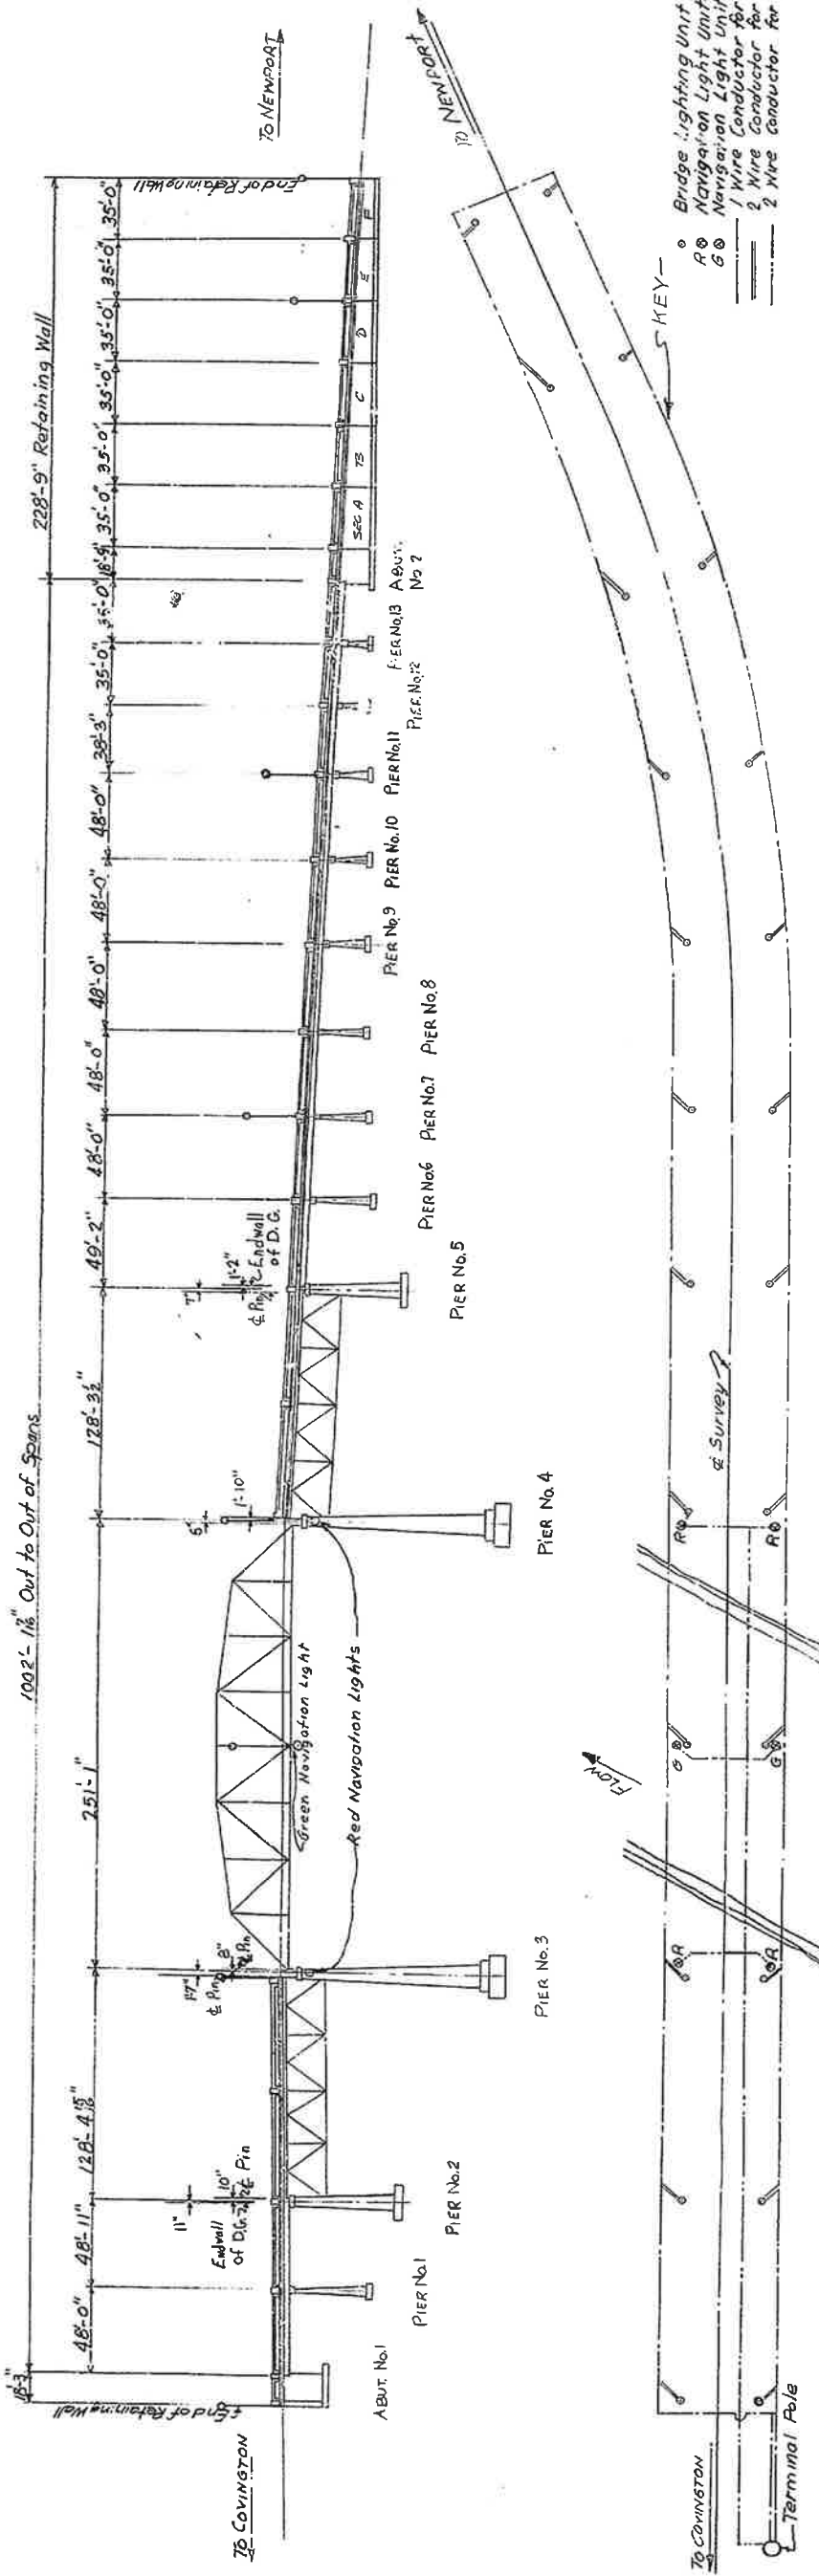 1002'-1 7/16" Out to Out of Spans
228'-9" Retaining Wall
18'-3"
48'-0"
48'-11"
128'-4 15/16"
251'-1"
128'-3½"
49'-2"
48'-0"
48'-0"
48'-0"
48'-0"
48'-0"
38'-3"
35'-0"
35'-0"
18'-9"
35'-0"
35'-0"
35'-0"
35'-0"
35'-0"
35'-0"
End of Retaining Wall
End of Retaining Wall
To COVINGTON
To NEWPORT
11"
10"
Endwall
of D.G.
℄ Pin
1'-7"
8"
℄ Pin
℄ Pin
6"
1'-10"
7"
1'-2"
℄ Pin
Endwall
of D.G.
Green Navigation Light
Red Navigation Lights
SEC A
B
C
D
E
F
ABUT. No.1
PIER No.1
PIER No.2
PIER No.3
PIER No.4
PIER No.5
PIER No.6
PIER No.7
PIER No.8
PIER No.9
PIER No.10
PIER No.11
PIER No.12
PIER No.13
ABUT.
No 2
To COVINGTON
Terminal Pole
R
R
G
G
R
R
FLOW
℄ Survey
TO NEWPORT
KEY
Bridge Lighting Unit
R Navigation Light Unit
G Navigation Light Unit
1 Wire Conductor for
2 Wire Conductor for
2 Wire Conductor for